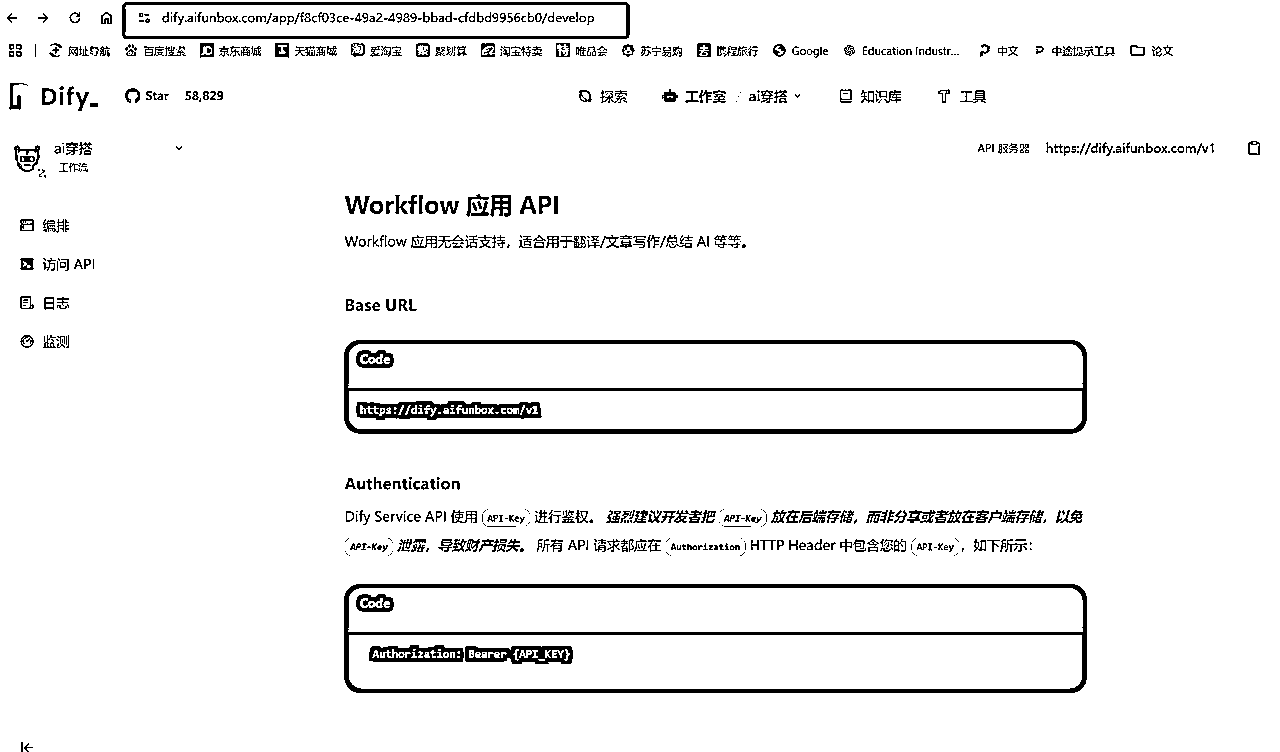 dify.aifunbox.com/app/f8cf03ce-49a2-4989-bbad-cfdbd9956cb0/develop
网址导航 百度搜索 京东商城 天猫商城 爱淘宝 聚划算 淘宝特卖 唯品会 苏宁易购 携程旅行 Google Education Industr... 中文 中途提示工具 论文
Dify_ Star 58,829 探索 工作室 / ai穿搭 知识库 工具
ai穿搭
工作流
API 服务器 https://dify.aifunbox.com/v1
编排
访问 API
日志
监测
Workflow 应用 API
Workflow 应用无会话支持，适合用于翻译/文章写作/总结 AI 等等。
Base URL
Code
https://dify.aifunbox.com/v1
Authentication
Dify Service API 使用 API-Key 进行鉴权。 强烈建议开发者把 API-Key 放在后端存储，而非分享或者放在客户端存储，以免
API-Key 泄露，导致财产损失。 所有 API 请求都应在 Authorization HTTP Header 中包含您的 API-Key，如下所示：
Code
Authorization: Bearer {API_KEY}